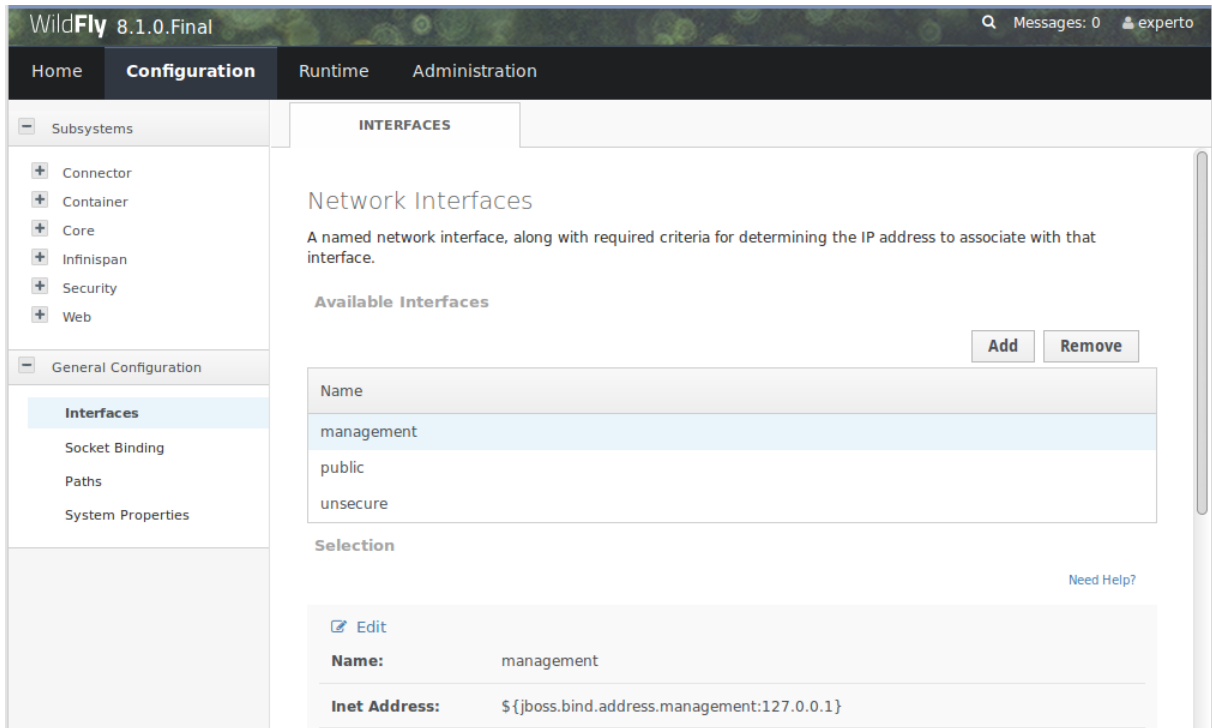 WildFly 8.1.0.Final
Messages: 0 experto
Home Configuration Runtime Administration
Subsystems
Connector
Container
Core
Infinispan
Security
Web
General Configuration
Interfaces
Socket Binding
Paths
System Properties
INTERFACES
Network Interfaces
A named network interface, along with required criteria for determining the IP address to associate with that
interface.
Available Interfaces
Add Remove
Name
management
public
unsecure
Selection
Need Help?
Edit
Name: management
Inet Address: ${jboss.bind.address.management:127.0.0.1}